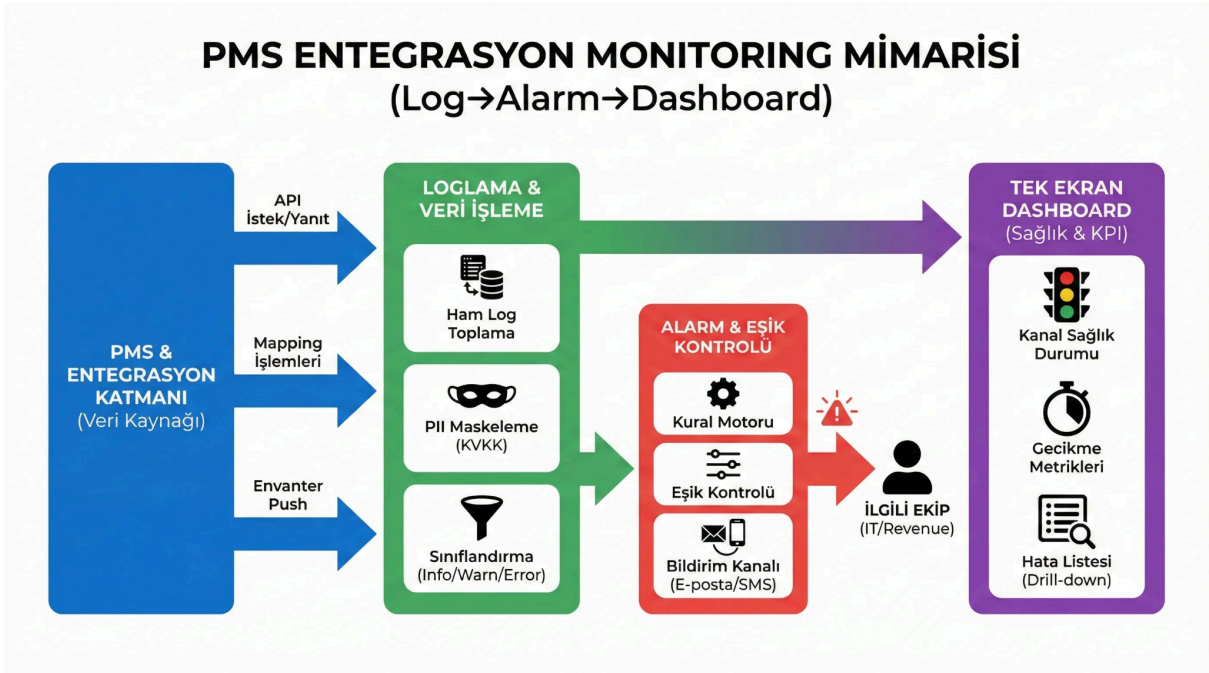 PMS ENTEGRASYON MONITORING MİMARİSİ
(Log→Alarm→Dashboard)
PMS &
ENTEGRASYON
KATMANI
(Veri Kaynağı)
API
İstek/Yanıt
Mapping
İşlemleri
Envanter
Push
LOGLAMA &
VERİ İŞLEME
Ham Log
Toplama
PII Maskeleme
(KVKK)
Sınıflandırma
(Info/Warn/Error)
ALARM & EŞİK
KONTROLÜ
Kural Motoru
Eşik Kontrolü
Bildirim Kanalı
(E-posta/SMS)
İLGİLİ EKİP
(IT/Revenue)
TEK EKRAN
DASHBOARD
(Sağlık & KPI)
Kanal Sağlık
Durumu
Gecikme
Metrikleri
Hata Listesi
(Drill-down)